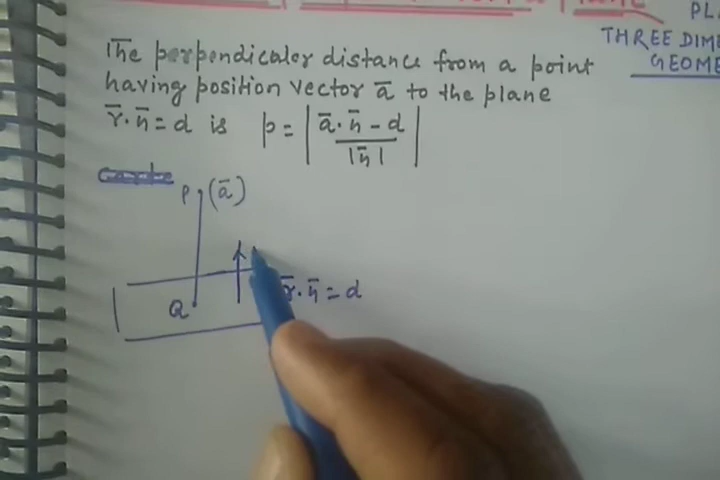 PL
THREE DIME
GEOME
The perpendicular distance from a point
having position vector ā to the plane
r̄·n̄ = d is p = | (ā·n̄ − d) / |n̄| |
P (ā)
r̄·n̄ = d
Q